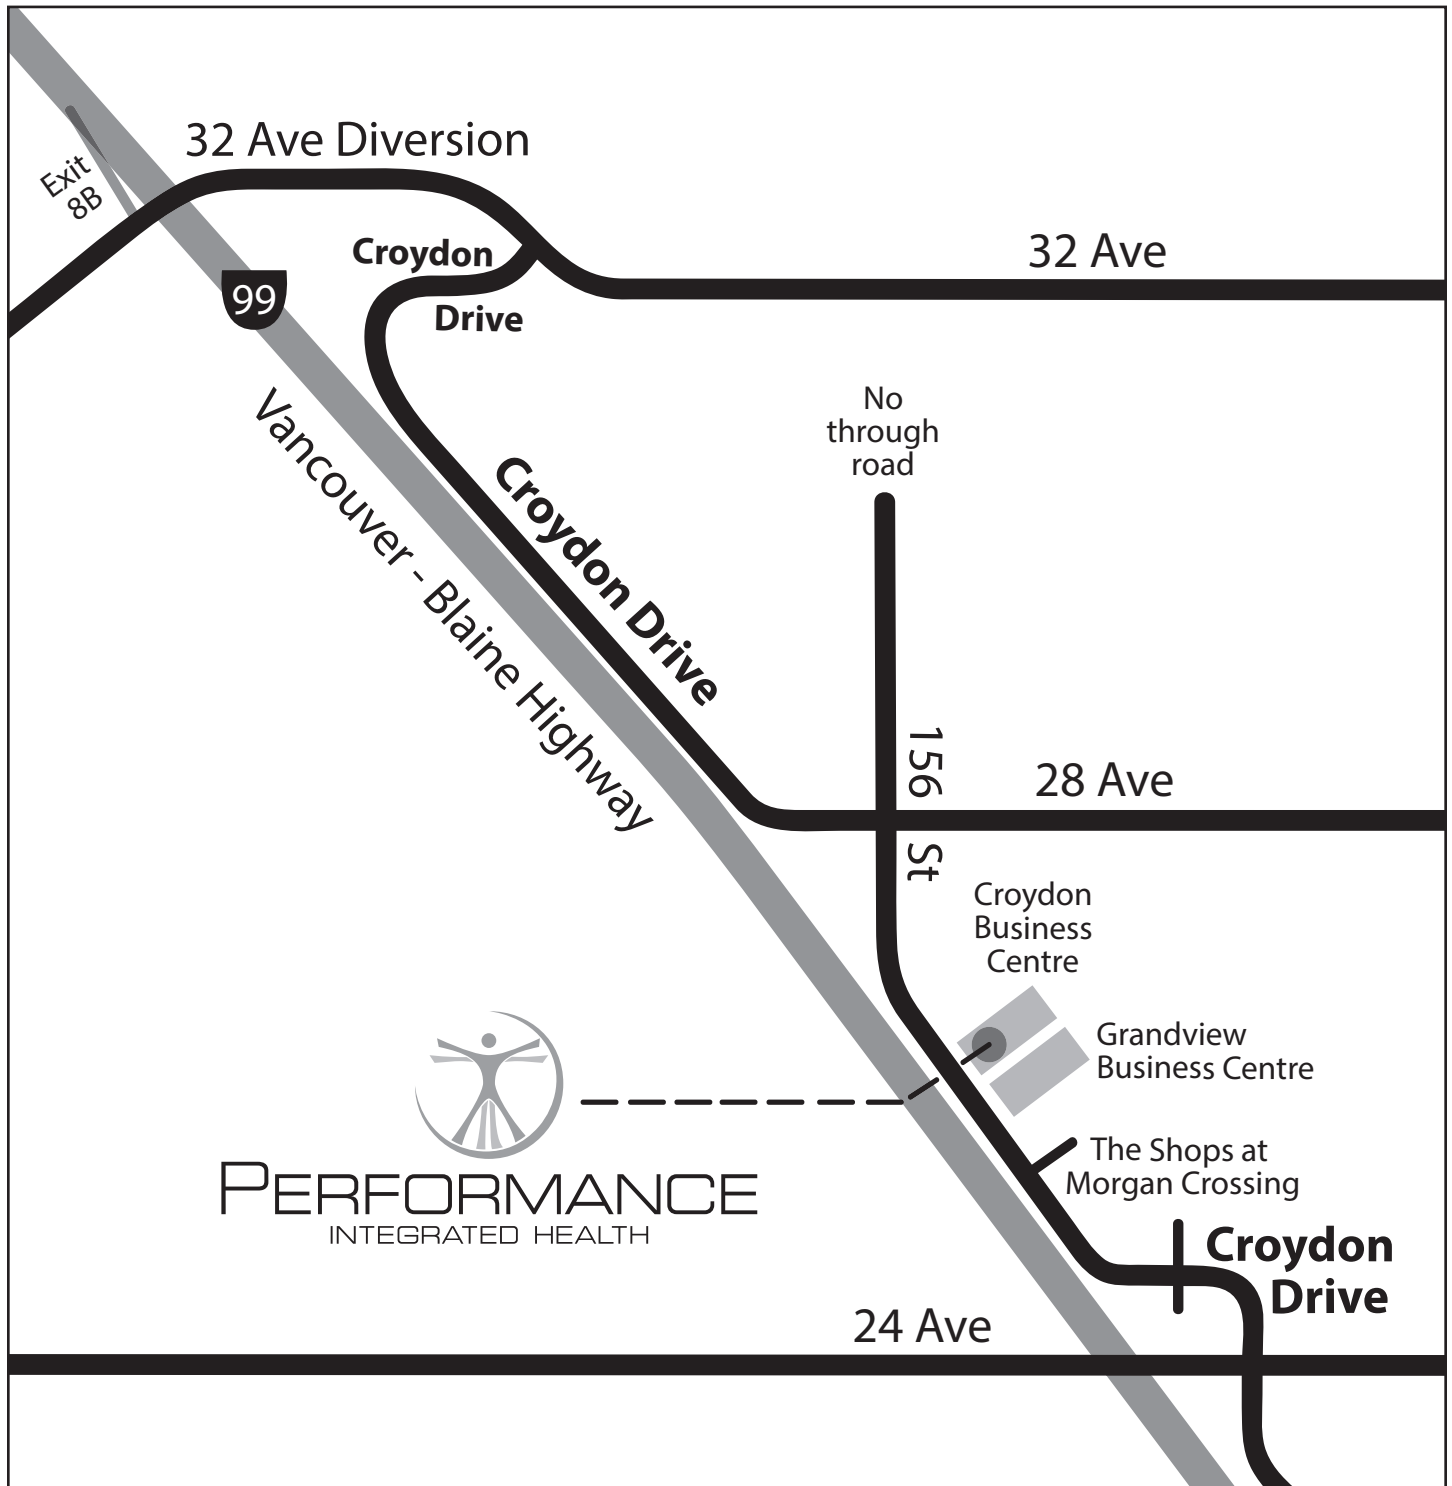 32 Ave Diversion
Exit
8B
Croydon
Drive
32 Ave
99
Vancouver - Blaine Highway
Croydon Drive
No
through
road
156 St
28 Ave
Croydon
Business
Centre
Grandview
Business Centre
The Shops at
Morgan Crossing
PERFORMANCE
INTEGRATED HEALTH
Croydon
Drive
24 Ave